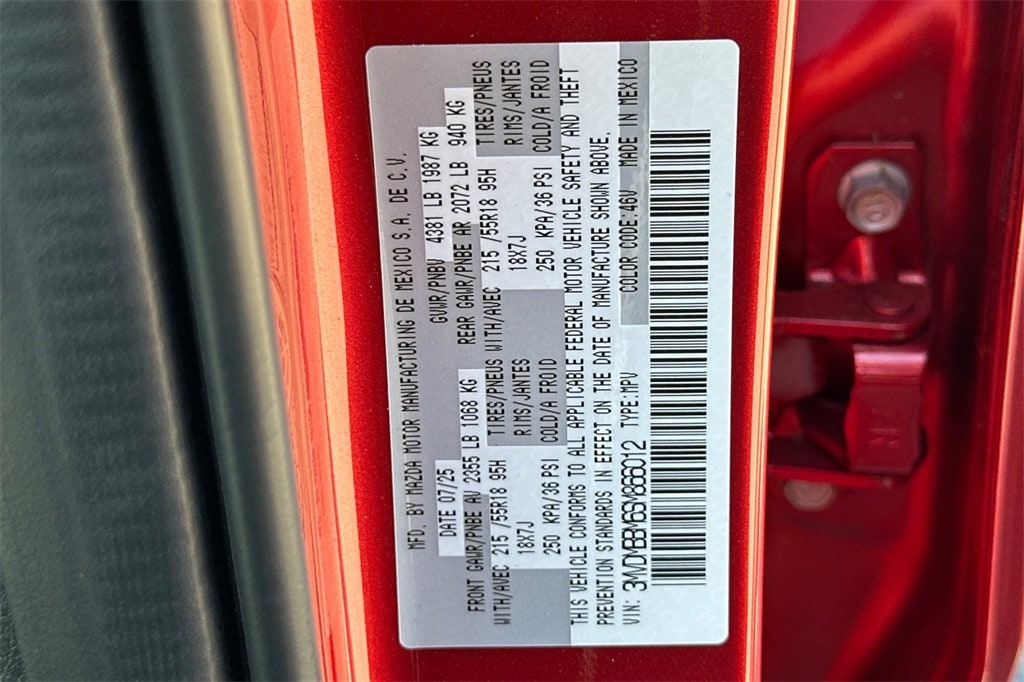 MFD. BY MAZDA MOTOR MANUFACTURING DE MEXICO S.A. DE C.V.
DATE 07/25 GVWR/PNBV 4381 LB 1987 KG
FRONT GAWR/PNBE AV 2355 LB 1068 KG REAR GAWR/PNBE AR 2072 LB 940 KG
WITH/AVEC 215 /55R18 95H TIRES/PNEUS WITH/AVEC 215 /55R18 95H TIRES/PNEUS
18X7J RIMS/JANTES 18X7J RIMS/JANTES
250 KPA/36 PSI COLD/A FROID 250 KPA/36 PSI COLD/A FROID
THIS VEHICLE CONFORMS TO ALL APPLICABLE FEDERAL MOTOR VEHICLE SAFETY AND THEFT
PREVENTION STANDARDS IN EFFECT ON THE DATE OF MANUFACTURE SHOWN ABOVE.
VIN: 3MVDMBBM6SM866012 TYPE:MPV COLOR CODE:46V MADE IN MEXICO